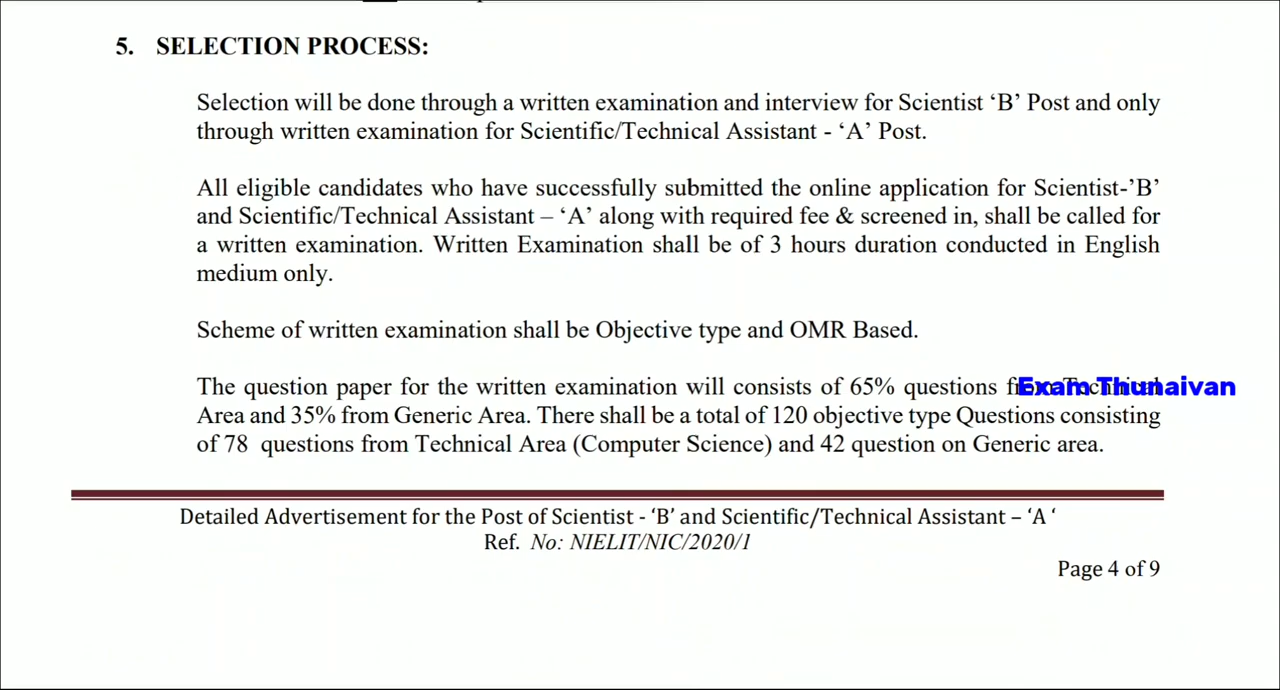 5. SELECTION PROCESS:
Selection will be done through a written examination and interview for Scientist ‘B’ Post and only
through written examination for Scientific/Technical Assistant - ‘A’ Post.
All eligible candidates who have successfully submitted the online application for Scientist-’B’
and Scientific/Technical Assistant – ‘A’ along with required fee & screened in, shall be called for
a written examination. Written Examination shall be of 3 hours duration conducted in English
medium only.
Scheme of written examination shall be Objective type and OMR Based.
The question paper for the written examination will consists of 65% questions from Technical
Exam Thunaivan
Area and 35% from Generic Area. There shall be a total of 120 objective type Questions consisting
of 78 questions from Technical Area (Computer Science) and 42 question on Generic area.
Detailed Advertisement for the Post of Scientist - ‘B’ and Scientific/Technical Assistant – ‘A ‘
Ref. No: NIELIT/NIC/2020/1
Page 4 of 9